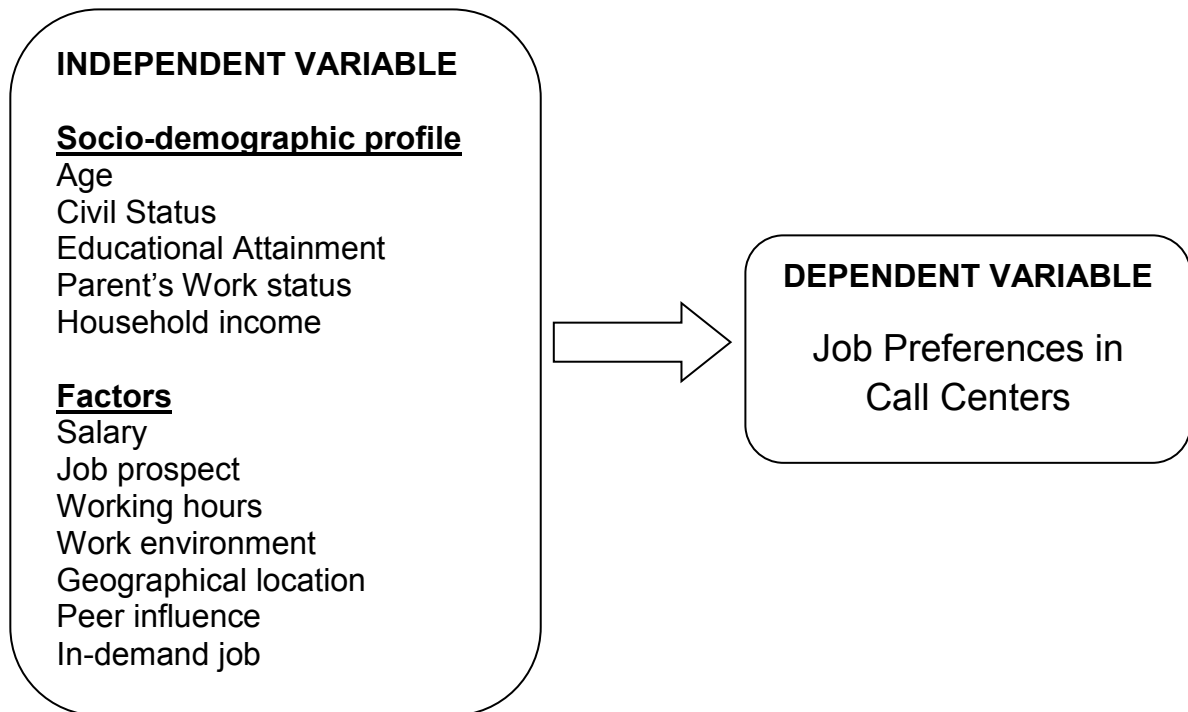 INDEPENDENT VARIABLE
Socio-demographic profile
Age
Civil Status
Educational Attainment
Parent’s Work status
Household income
Factors
Salary
Job prospect
Working hours
Work environment
Geographical location
Peer influence
In-demand job
DEPENDENT VARIABLE
Job Preferences in
Call Centers